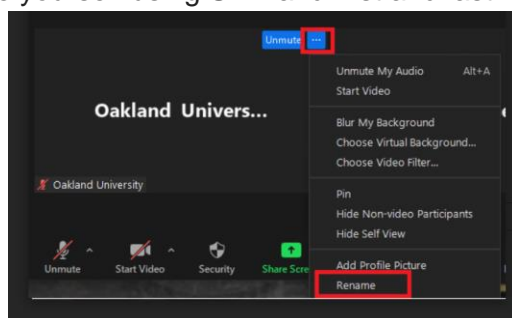 Unmute ...
Unmute My Audio Alt+A
Start Video
Oakland Univers...
Blur My Background
Choose Virtual Background...
Choose Video Filter...
Oakland University
Pin
Hide Non-video Participants
Hide Self View
Unmute
Start Video
Security
Share Scre
Add Profile Picture
Rename